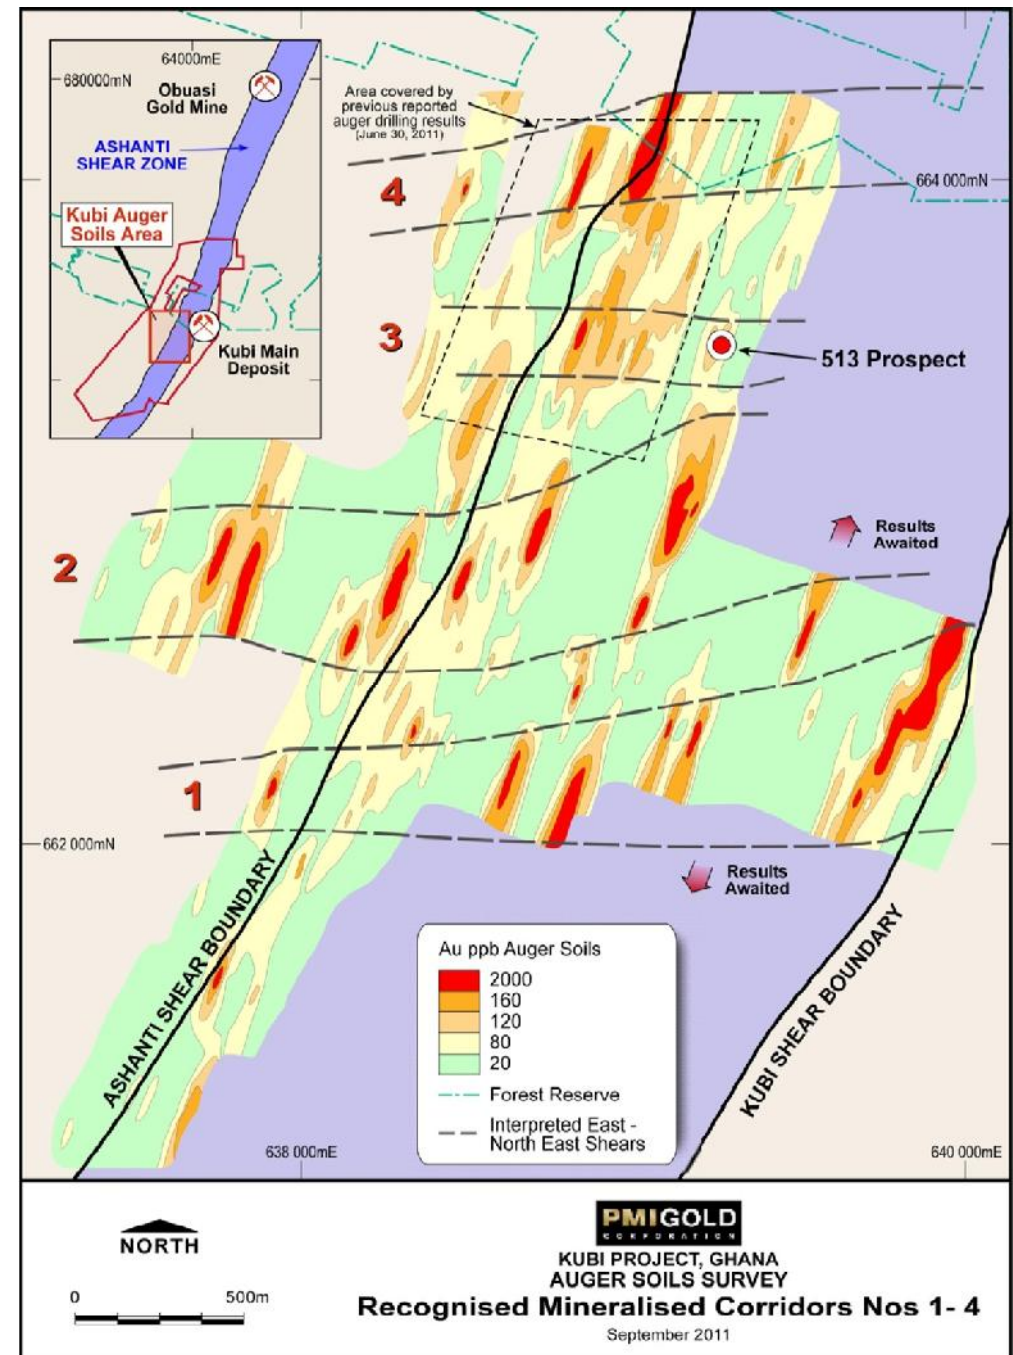 64000mE
680000mN
Obuasi
Gold Mine
ASHANTI
SHEAR ZONE
Kubi Auger
Soils Area
Kubi Main
Deposit
Area covered by
previous reported
auger drilling results
(June 30, 2011)
4
664 000mN
3
513 Prospect
Results
Awaited
2
1
662 000mN
Results
Awaited
ASHANTI SHEAR BOUNDARY
KUBI SHEAR BOUNDARY
Au ppb Auger Soils
2000
160
120
80
20
Forest Reserve
Interpreted East -
North East Shears
638 000mE
640 000mE
NORTH
0 500m
PMIGOLD
CORPORATION
KUBI PROJECT, GHANA
AUGER SOILS SURVEY
Recognised Mineralised Corridors Nos 1- 4
September 2011